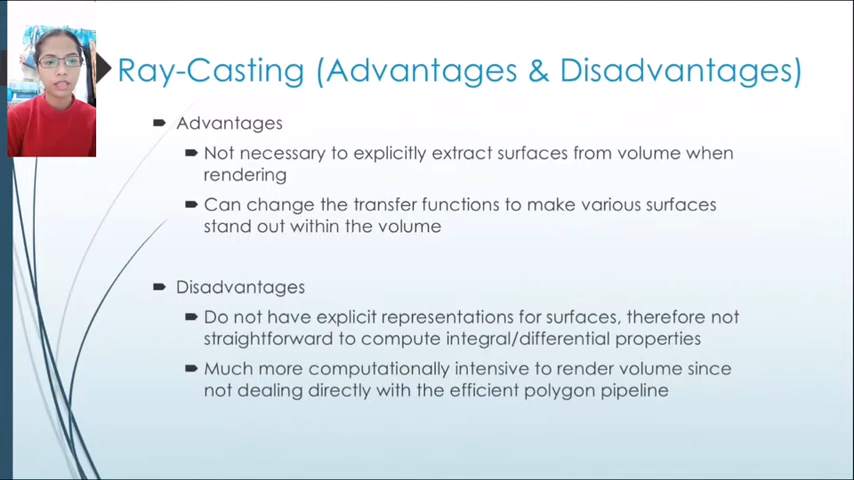 Ray-Casting (Advantages & Disadvantages)
Advantages
Not necessary to explicitly extract surfaces from volume when
rendering
Can change the transfer functions to make various surfaces
stand out within the volume
Disadvantages
Do not have explicit representations for surfaces, therefore not
straightforward to compute integral/differential properties
Much more computationally intensive to render volume since
not dealing directly with the efficient polygon pipeline